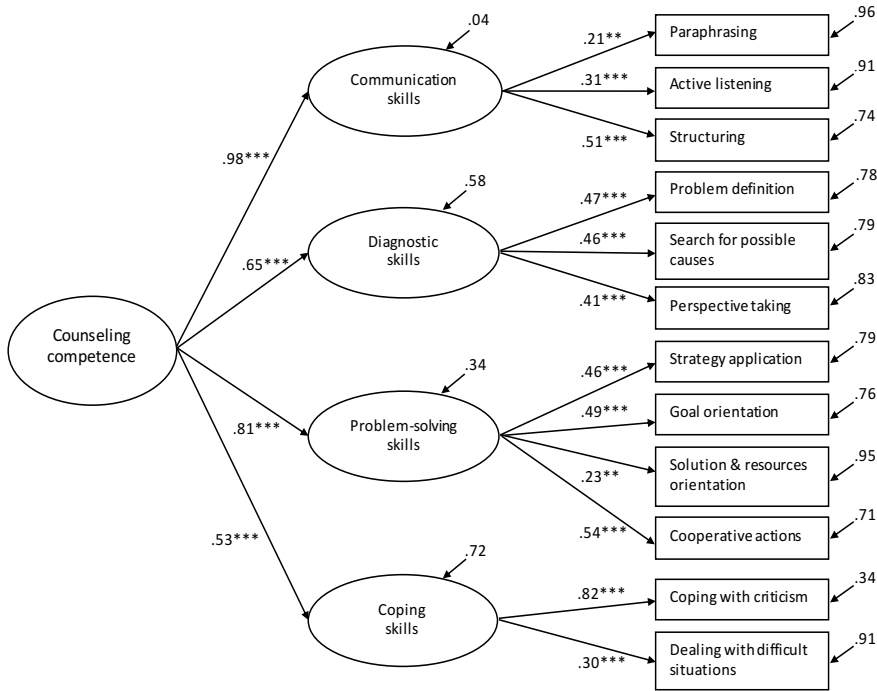 .04
Communication
skills
.98***
.21**
Paraphrasing
.96
.31***
Active listening
.91
.51***
Structuring
.74
.58
Diagnostic
skills
.65***
.47***
Problem definition
.78
.46***
Search for possible
causes
.79
.41***
Perspective taking
.83
Counseling
competence
.34
Problem-solving
skills
.81***
.46***
Strategy application
.79
.49***
Goal orientation
.76
.23**
Solution & resources
orientation
.95
.54***
Cooperative actions
.71
.53***
.72
Coping
skills
.82***
Coping with criticism
.34
.30***
Dealing with difficult
situations
.91